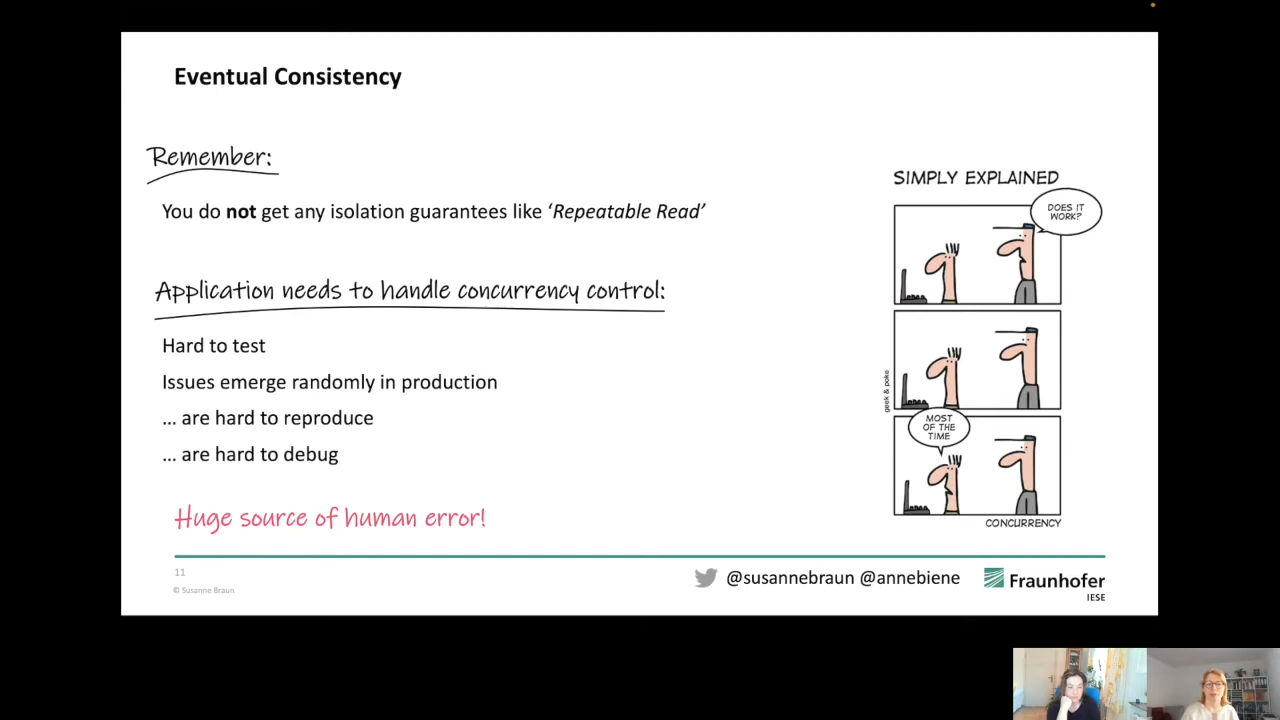 Eventual Consistency
Remember:
You do not get any isolation guarantees like ‘Repeatable Read’
Application needs to handle concurrency control:
Hard to test
Issues emerge randomly in production
... are hard to reproduce
... are hard to debug
Huge source of human error!
SIMPLY EXPLAINED
DOES IT
WORK?
geek & poke
MOST
OF THE
TIME
CONCURRENCY
11
© Susanne Braun
@susannebraun @annebiene
Fraunhofer
IESE